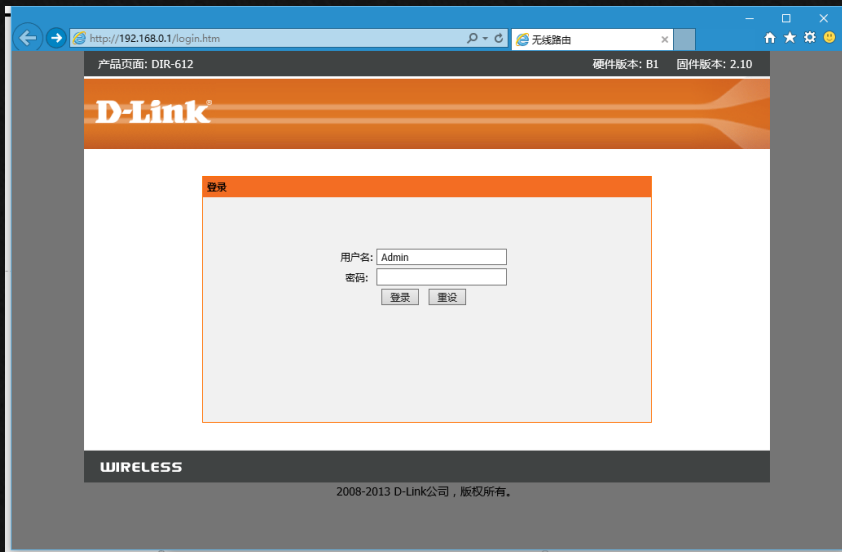 http://192.168.0.1/login.htm
无线路由
产品页面: DIR-612 硬件版本: B1 固件版本: 2.10
D-Link®
登录
用户名: Admin
密码:
登录 重设
WIRELESS
2008-2013 D-Link公司，版权所有。